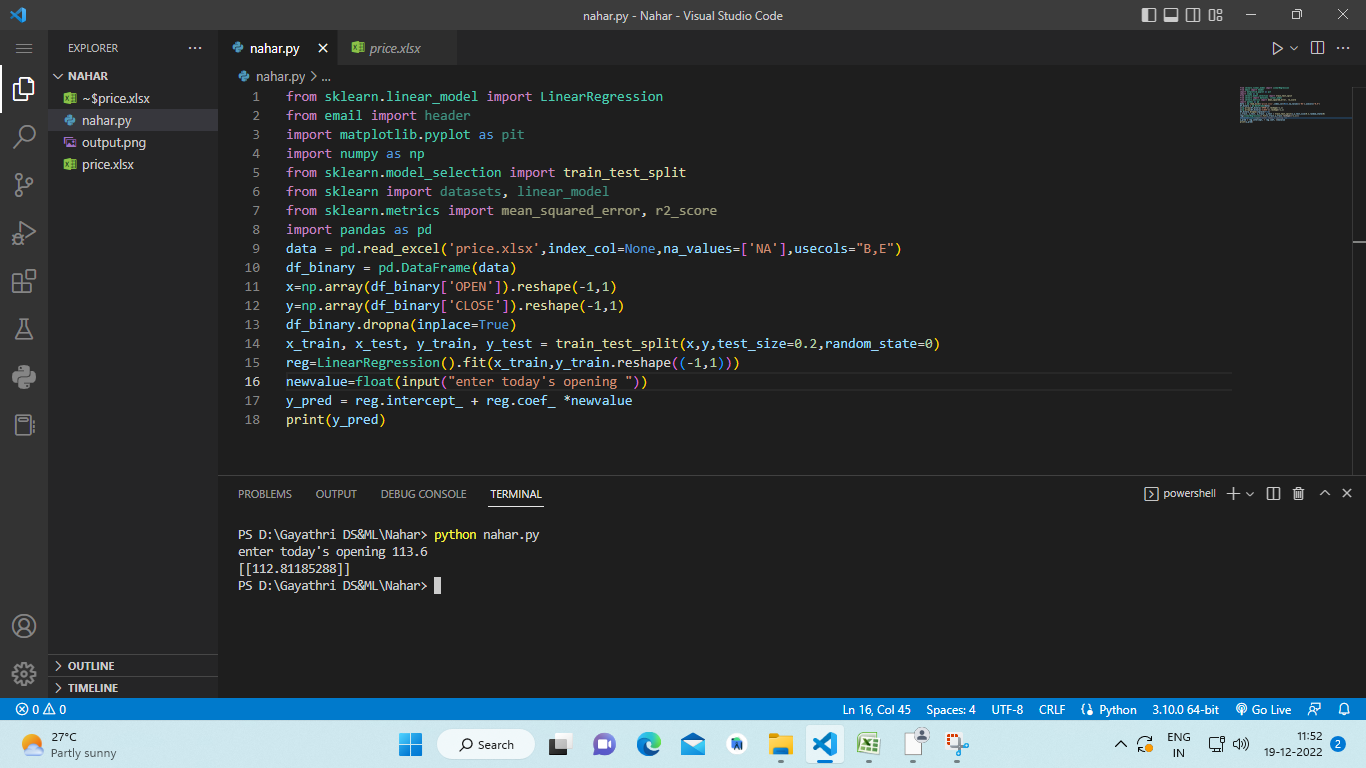 nahar.py - Nahar - Visual Studio Code
EXPLORER
NAHAR
~$price.xlsx
nahar.py
output.png
price.xlsx
OUTLINE
TIMELINE
nahar.py
price.xlsx
nahar.py > ...
1 from sklearn.linear_model import LinearRegression
2 from email import header
3 import matplotlib.pyplot as pit
4 import numpy as np
5 from sklearn.model_selection import train_test_split
6 from sklearn import datasets, linear_model
7 from sklearn.metrics import mean_squared_error, r2_score
8 import pandas as pd
9 data = pd.read_excel('price.xlsx',index_col=None,na_values=['NA'],usecols="B,E")
10 df_binary = pd.DataFrame(data)
11 x=np.array(df_binary['OPEN']).reshape(-1,1)
12 y=np.array(df_binary['CLOSE']).reshape(-1,1)
13 df_binary.dropna(inplace=True)
14 x_train, x_test, y_train, y_test = train_test_split(x,y,test_size=0.2,random_state=0)
15 reg=LinearRegression().fit(x_train,y_train.reshape((-1,1)))
16 newvalue=float(input("enter today's opening "))
17 y_pred = reg.intercept_ + reg.coef_ *newvalue
18 print(y_pred)
PROBLEMS OUTPUT DEBUG CONSOLE TERMINAL
powershell
PS D:\Gayathri DS&ML\Nahar> python nahar.py
enter today's opening 113.6
[[112.81185288]]
PS D:\Gayathri DS&ML\Nahar>
0 0
Ln 16, Col 45 Spaces: 4 UTF-8 CRLF Python 3.10.0 64-bit Go Live
27°C
Partly sunny
Search
ENG
IN
11:52
19-12-2022
2